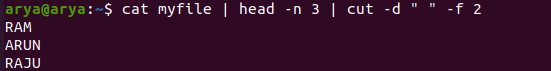 arya@arya:~$ cat myfile | head -n 3 | cut -d " " -f 2
RAM
ARUN
RAJU